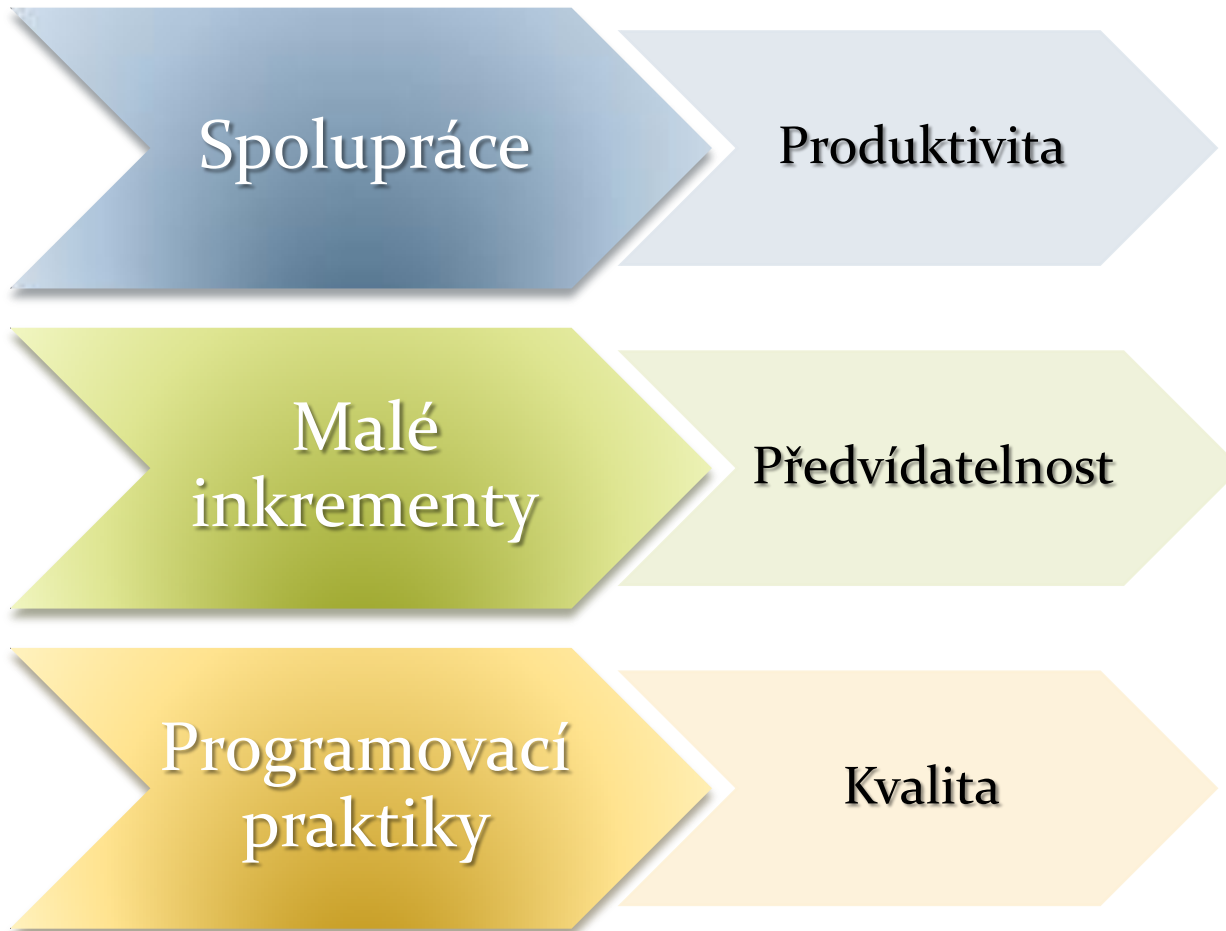 Spolupráce
Produktivita
Malé
inkrementy
Předvídatelnost
Programovací
praktiky
Kvalita